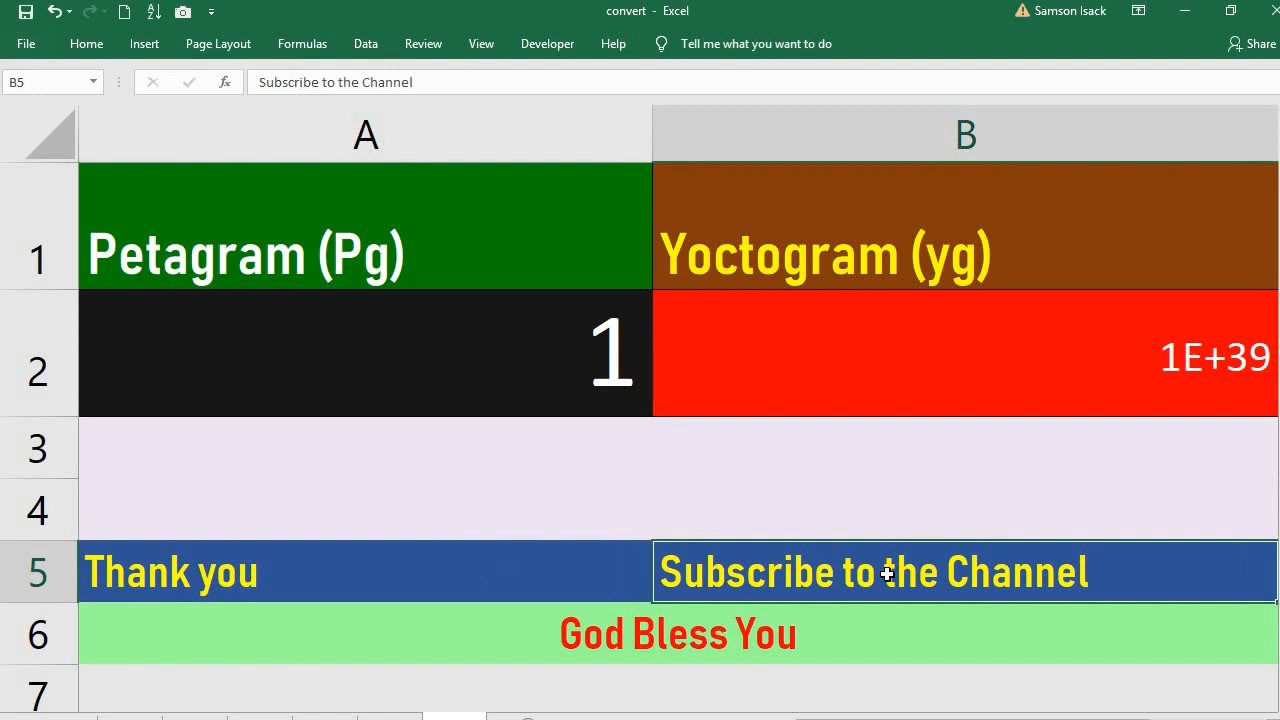 convert - Excel
Samson Isack
File Home Insert Page Layout Formulas Data Review View Developer Help Tell me what you want to do Share
B5 fx Subscribe to the Channel
A B
1 Petagram (Pg) Yoctogram (yg)
2 1 1E+39
3
4
5 Thank you Subscribe to the Channel
6 God Bless You
7